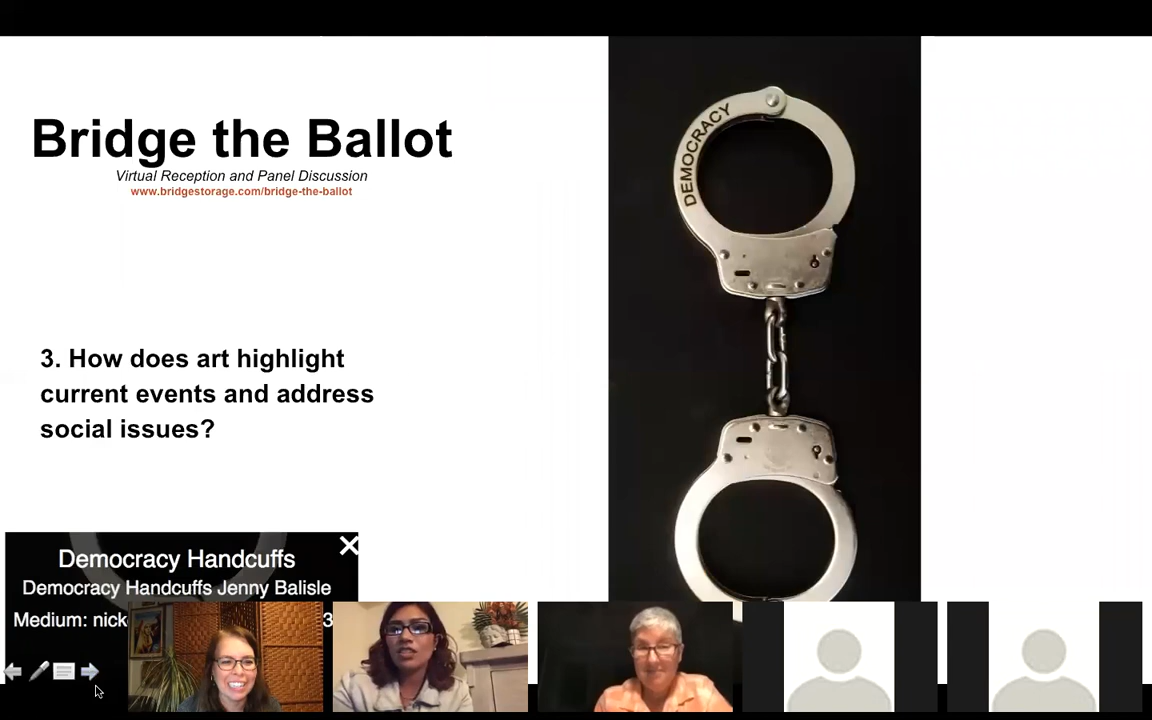 Bridge the Ballot
Virtual Reception and Panel Discussion
www.bridgestorage.com/bridge-the-ballot
DEMOCRACY
3. How does art highlight
current events and address
social issues?
Democracy Handcuffs
Democracy Handcuffs Jenny Balisle
Medium: nick
3